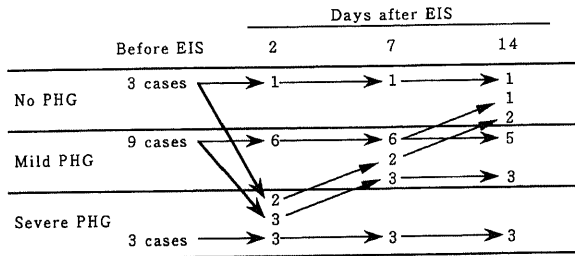 Days after EIS
Before EIS 2 7 14
3 cases 1 1 1
No PHG 1
2
9 cases 6 6 5
Mild PHG 2
3 3
2
Severe PHG 3
3 cases 3 3 3